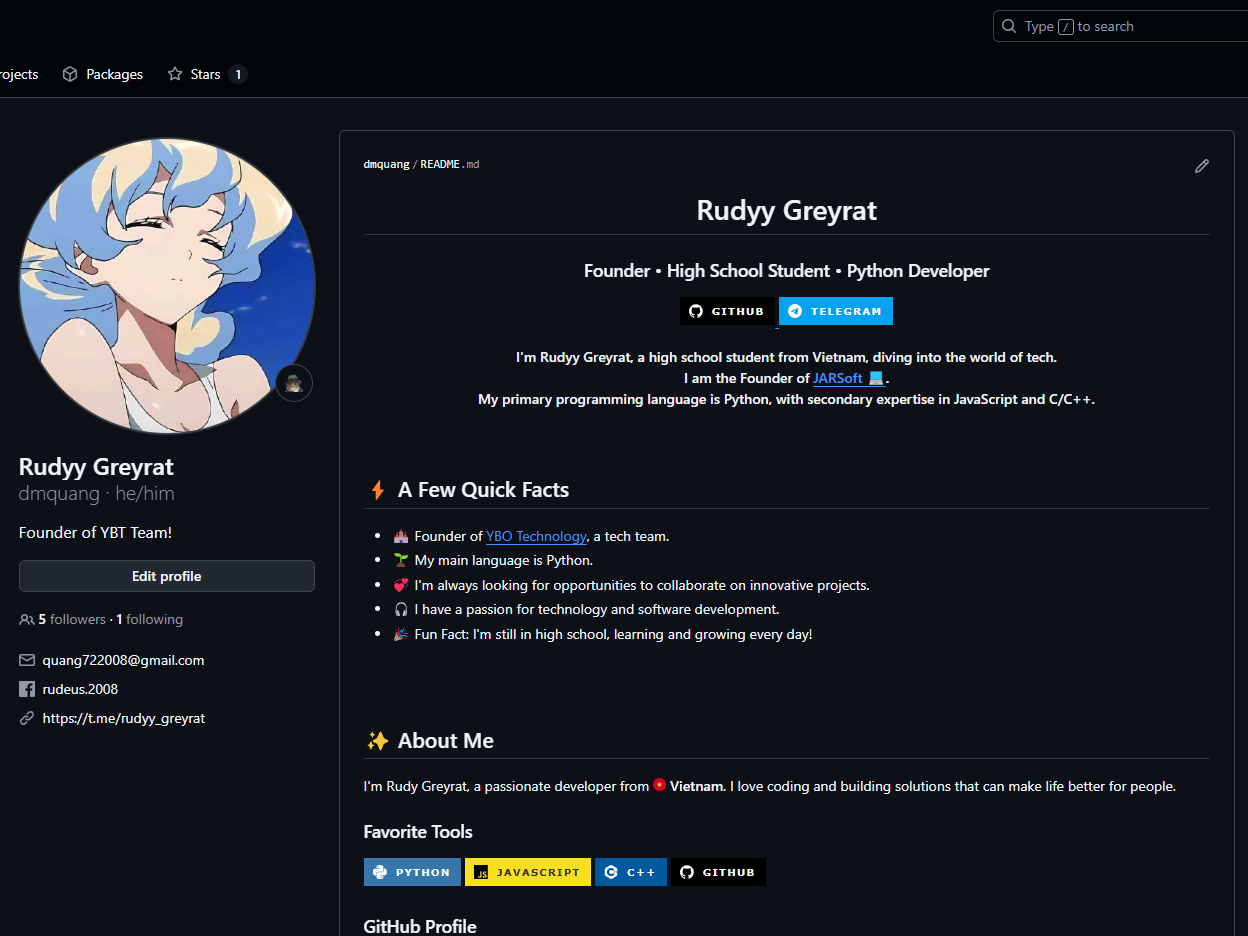 Type / to search
rojects
Packages
Stars 1
dmquang/README.md
Rudyy Greyrat
Founder • High School Student • Python Developer
GITHUB TELEGRAM
I'm Rudyy Greyrat, a high school student from Vietnam, diving into the world of tech.
I am the Founder of JARSoft 💻.
My primary programming language is Python, with secondary expertise in JavaScript and C/C++.
Rudyy Greyrat
dmquang · he/him
Founder of YBT Team!
Edit profile
5 followers · 1 following
quang722008@gmail.com
rudeus.2008
https://t.me/rudyy_greyrat
⚡ A Few Quick Facts
• 🏰 Founder of YBO Technology, a tech team.
• 🌱 My main language is Python.
• 💞 I'm always looking for opportunities to collaborate on innovative projects.
• 🎧 I have a passion for technology and software development.
• 🎉 Fun Fact: I'm still in high school, learning and growing every day!
✨ About Me
I'm Rudy Greyrat, a passionate developer from 🇻🇳 Vietnam. I love coding and building solutions that can make life better for people.
Favorite Tools
PYTHON JS JAVASCRIPT C++ GITHUB
GitHub Profile